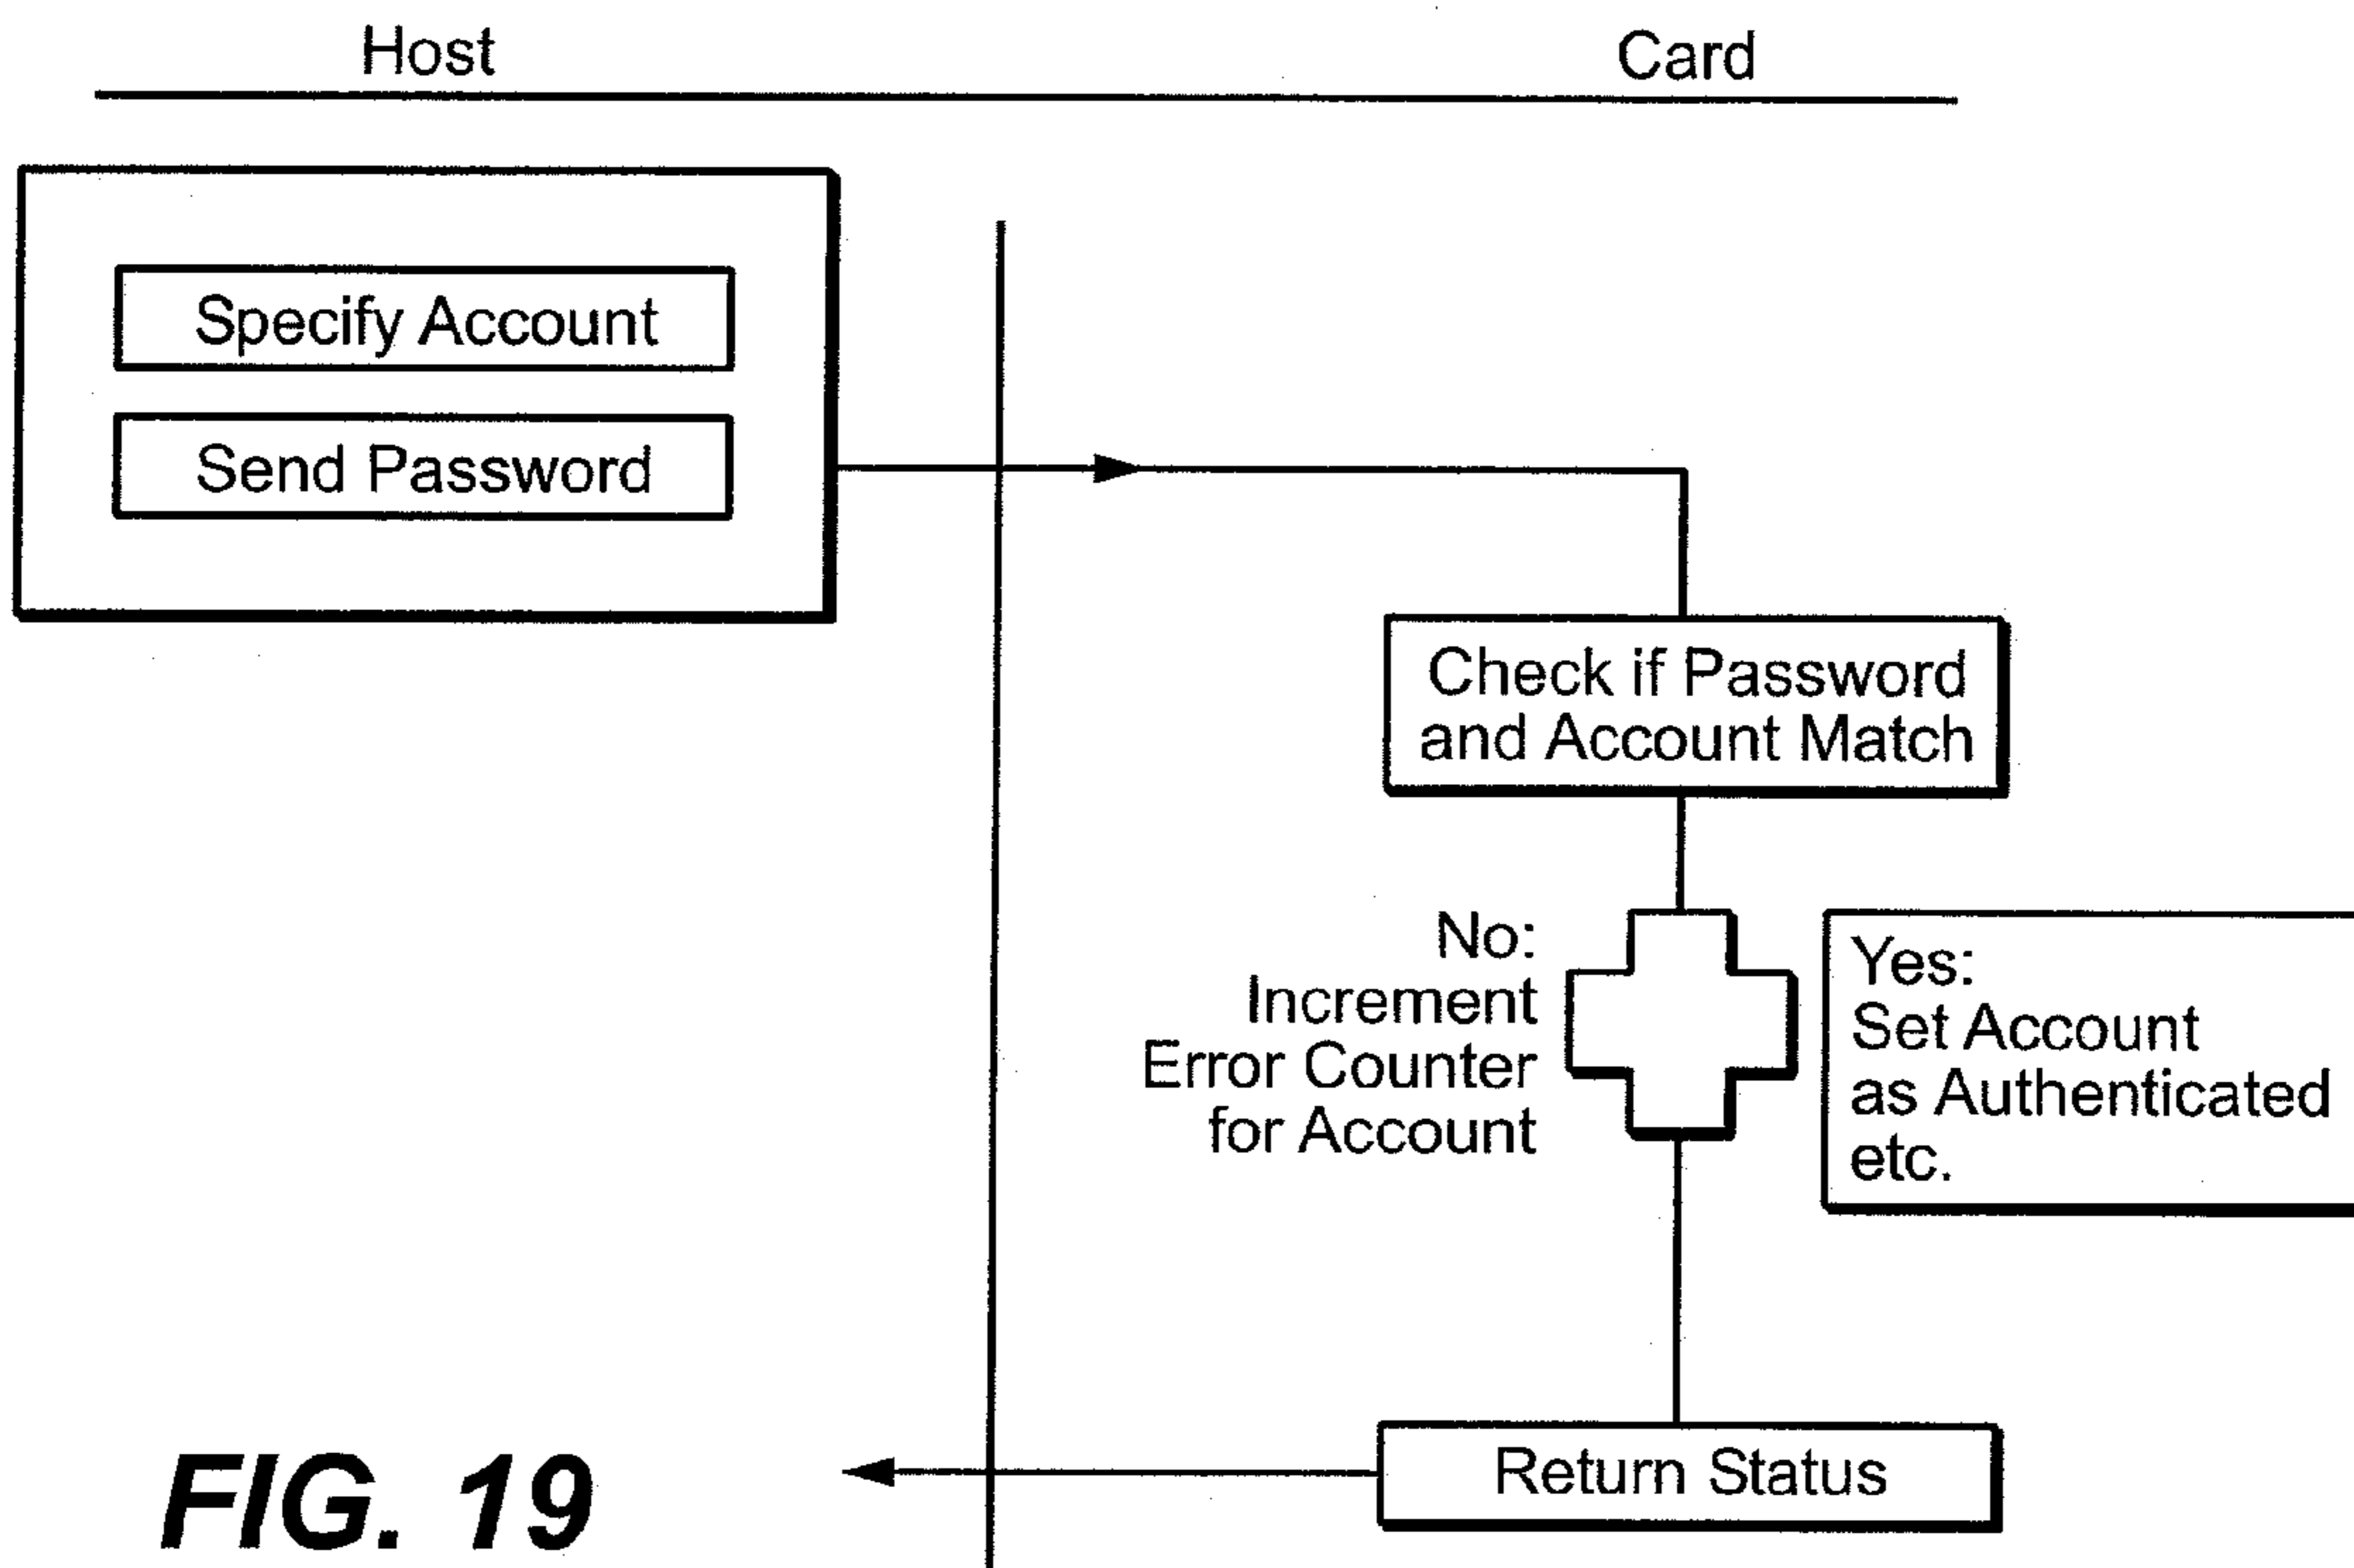 Host
Card
Specify Account
Send Password
Check if Password
and Account Match
No:
Increment
Error Counter
for Account
Yes:
Set Account
as Authenticated
etc.
Return Status
FIG. 19